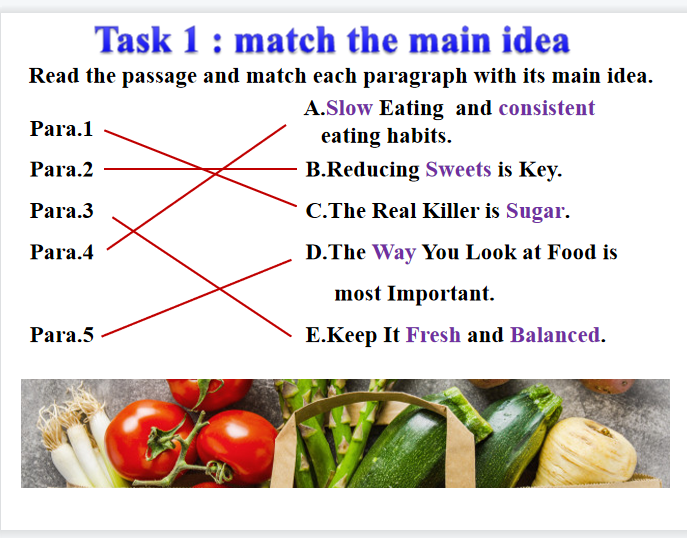 Task 1 : match the main idea
Read the passage and match each paragraph with its main idea.
Para.1
Para.2
Para.3
Para.4
Para.5
A.Slow Eating and consistent
eating habits.
B.Reducing Sweets is Key.
C.The Real Killer is Sugar.
D.The Way You Look at Food is
most Important.
E.Keep It Fresh and Balanced.